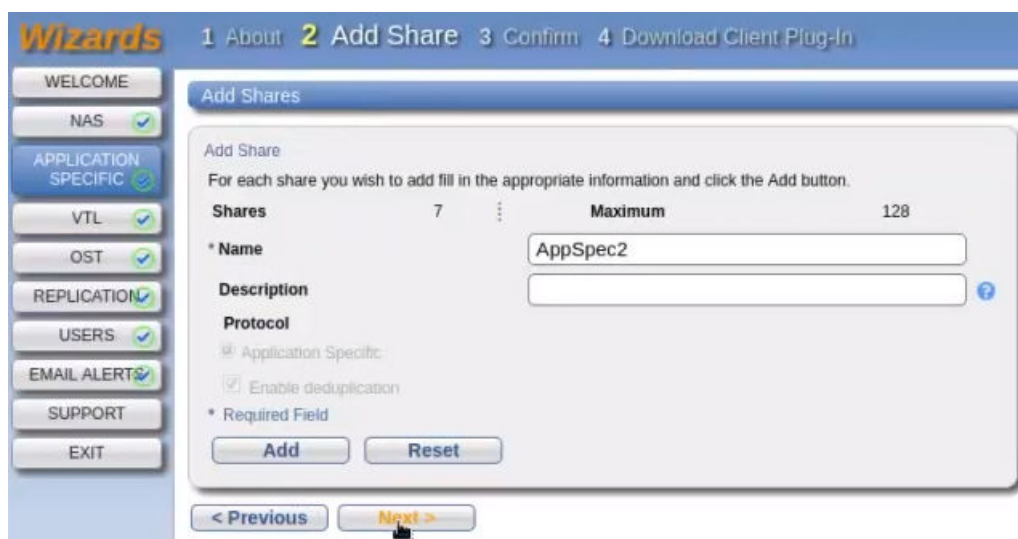 Wizards
1 About 2 Add Share 3 Confirm 4 Download Client Plug-In
WELCOME
NAS
APPLICATION
SPECIFIC
VTL
OST
REPLICATION
USERS
EMAIL ALERTS
SUPPORT
EXIT
Add Shares
Add Share
For each share you wish to add fill in the appropriate information and click the Add button.
Shares 7 Maximum 128
* Name AppSpec2
Description ?
Protocol
Application Specific
Enable deduplication
* Required Field
Add Reset
< Previous Next >